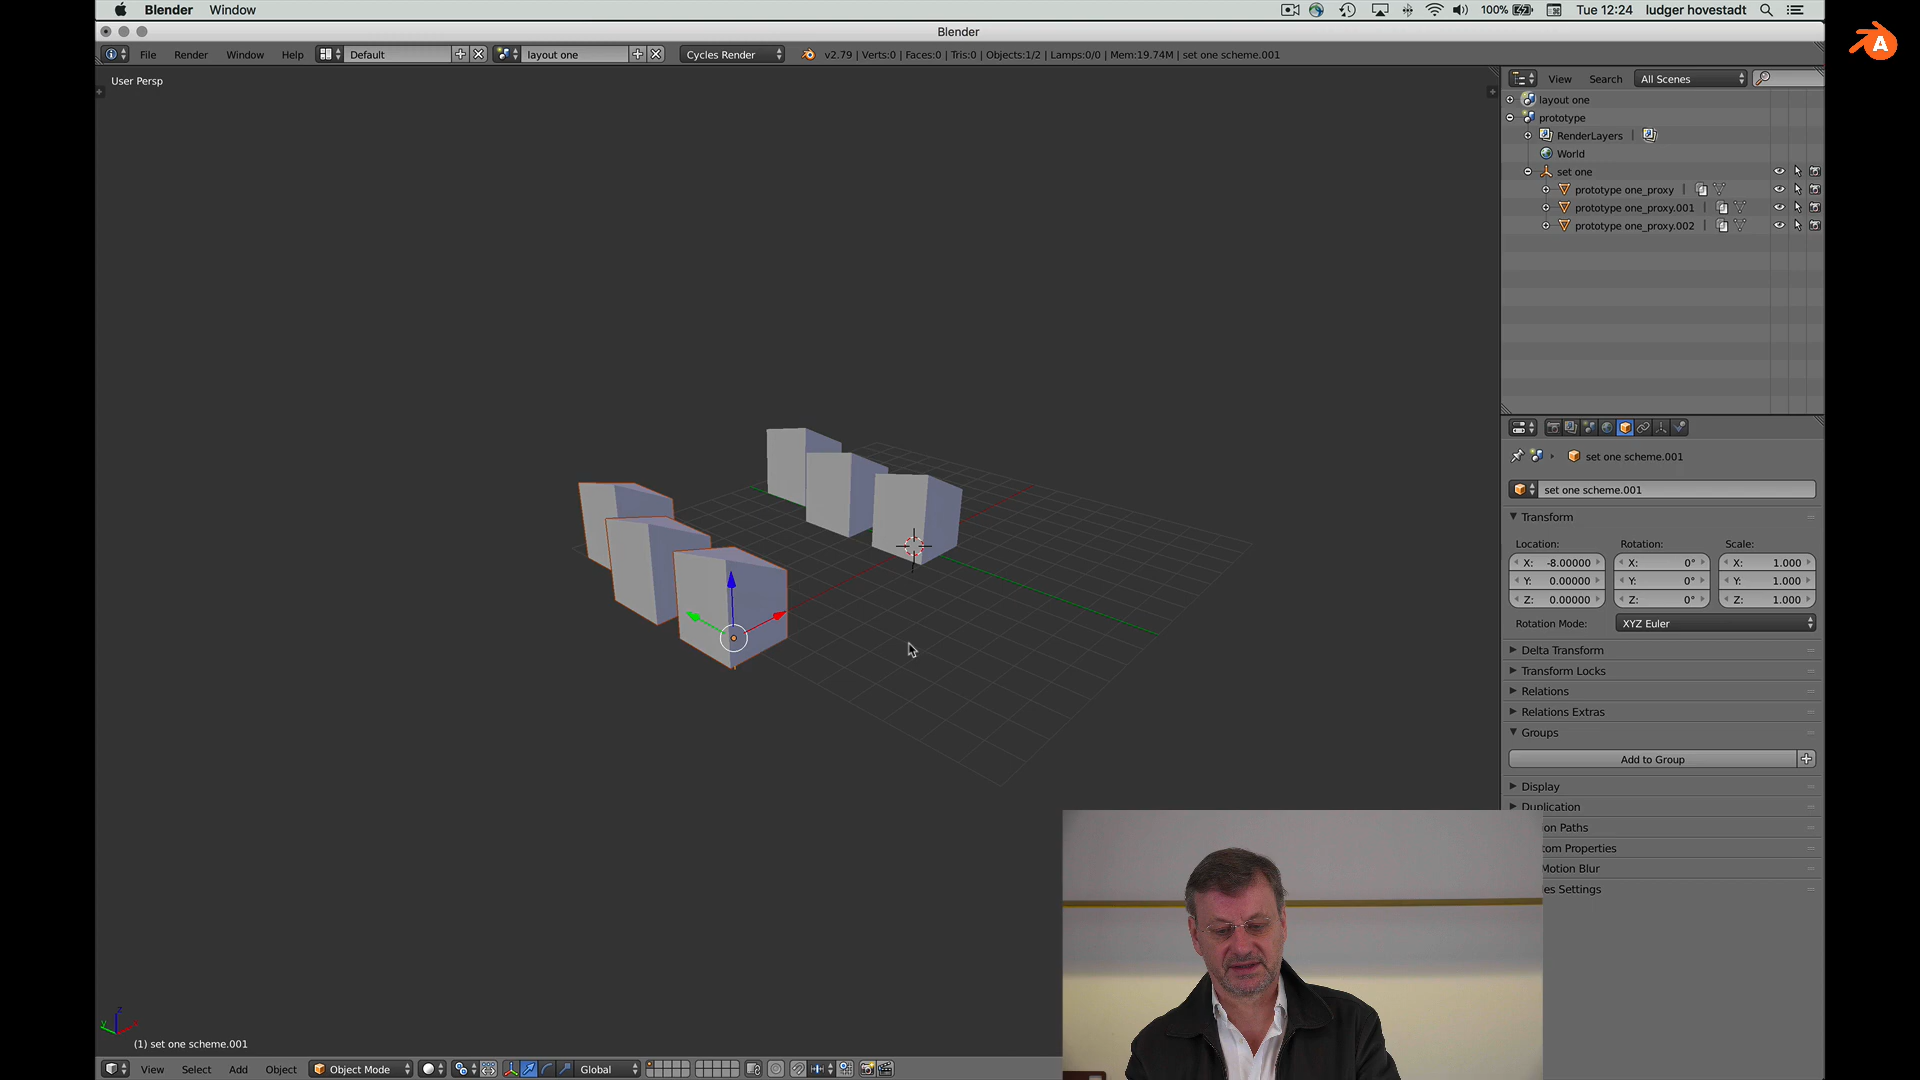 Blender Window 100% Tue 12:24 ludger hovestadt
Blender
File Render Window Help Default layout one Cycles Render v2.79 | Verts:0 | Faces:0 | Tris:0 | Objects:1/2 | Lamps:0/0 | Mem:19.74M | set one scheme.001
User Persp
View Search All Scenes
layout one
prototype
RenderLayers
World
set one
prototype one_proxy
prototype one_proxy.001
prototype one_proxy.002
set one scheme.001
set one scheme.001
Transform
Location: Rotation: Scale:
X: -8.00000 X: 0° X: 1.000
Y: 0.00000 Y: 0° Y: 1.000
Z: 0.00000 Z: 0° Z: 1.000
Rotation Mode: XYZ Euler
Delta Transform
Transform Locks
Relations
Relations Extras
Groups
Add to Group
Display
Duplication
on Paths
tom Properties
Motion Blur
es Settings
(1) set one scheme.001
View Select Add Object Object Mode Global
A
z
y